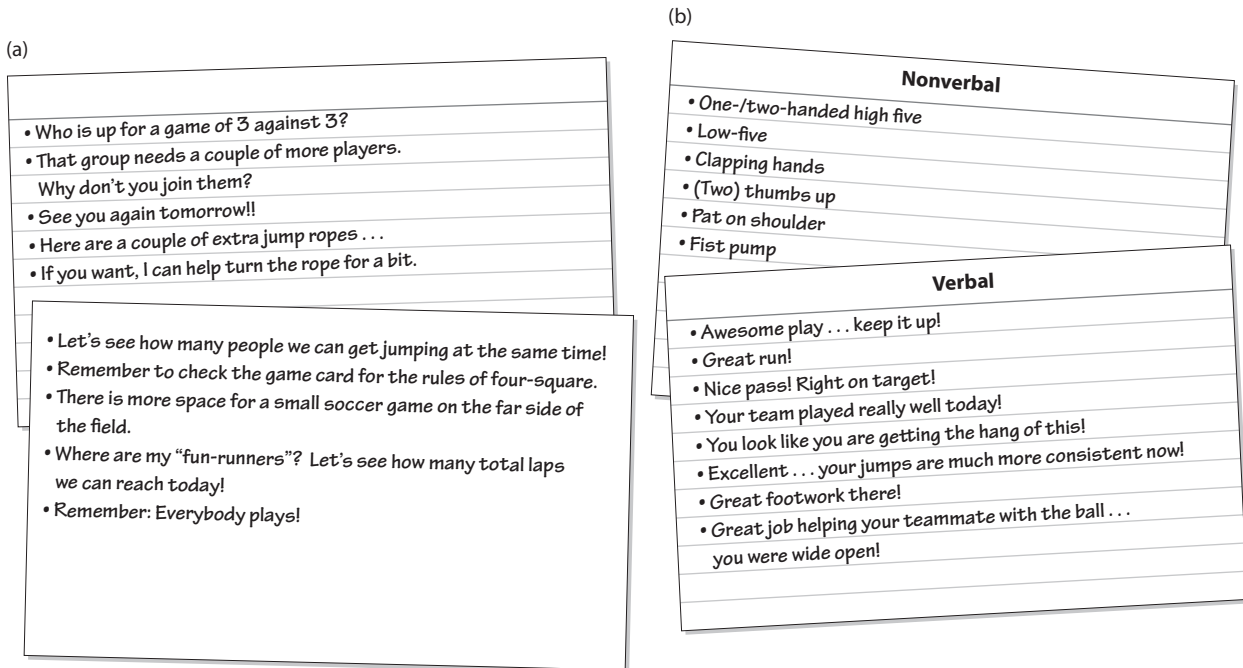 (a)
• Who is up for a game of 3 against 3?
• That group needs a couple of more players.
Why don't you join them?
• See you again tomorrow!!
• Here are a couple of extra jump ropes . . .
• If you want, I can help turn the rope for a bit.
• Let's see how many people we can get jumping at the same time!
• Remember to check the game card for the rules of four-square.
• There is more space for a small soccer game on the far side of
the field.
• Where are my “fun-runners”? Let's see how many total laps
we can reach today!
• Remember: Everybody plays!
(b)
Nonverbal
• One-/two-handed high five
• Low-five
• Clapping hands
• (Two) thumbs up
• Pat on shoulder
• Fist pump
Verbal
• Awesome play . . . keep it up!
• Great run!
• Nice pass! Right on target!
• Your team played really well today!
• You look like you are getting the hang of this!
• Excellent . . . your jumps are much more consistent now!
• Great footwork there!
• Great job helping your teammate with the ball . . .
you were wide open!